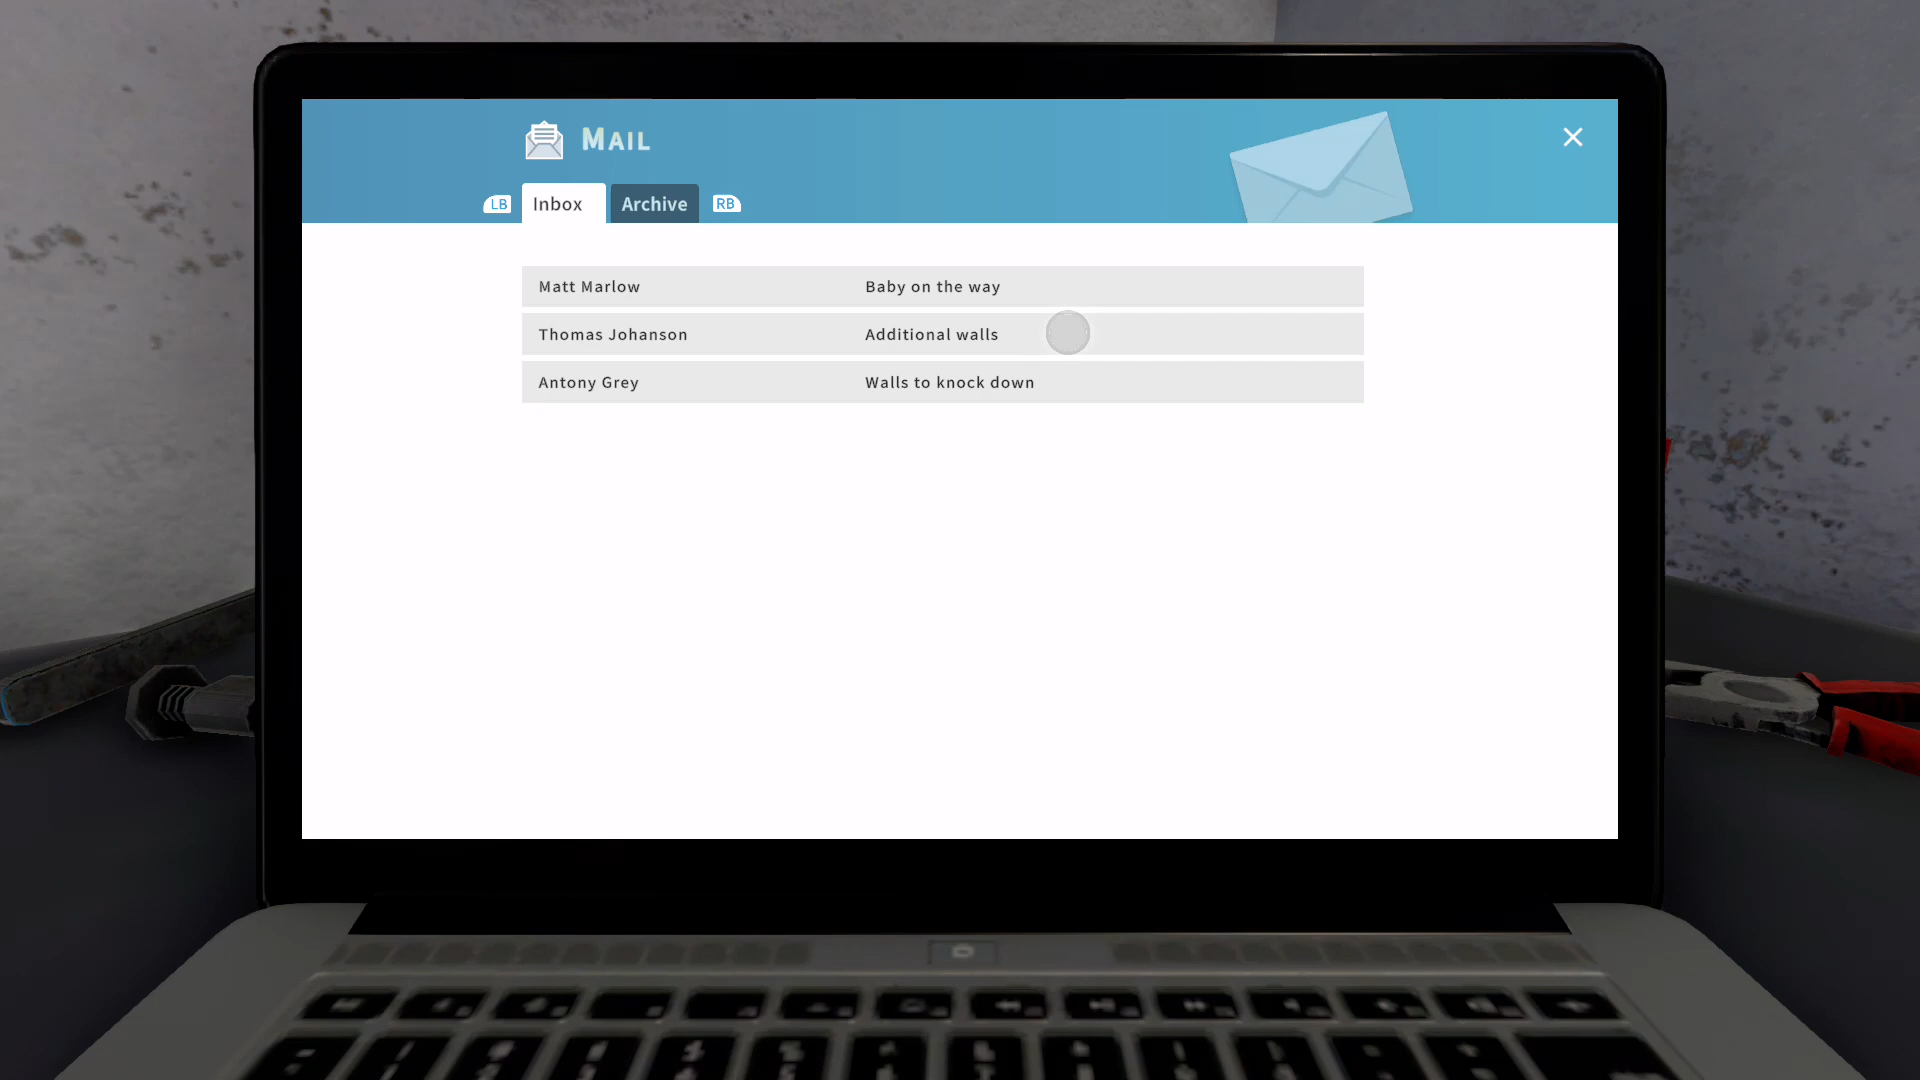 Mail
LB Inbox Archive RB
Matt Marlow Baby on the way
Thomas Johanson Additional walls
Antony Grey Walls to knock down